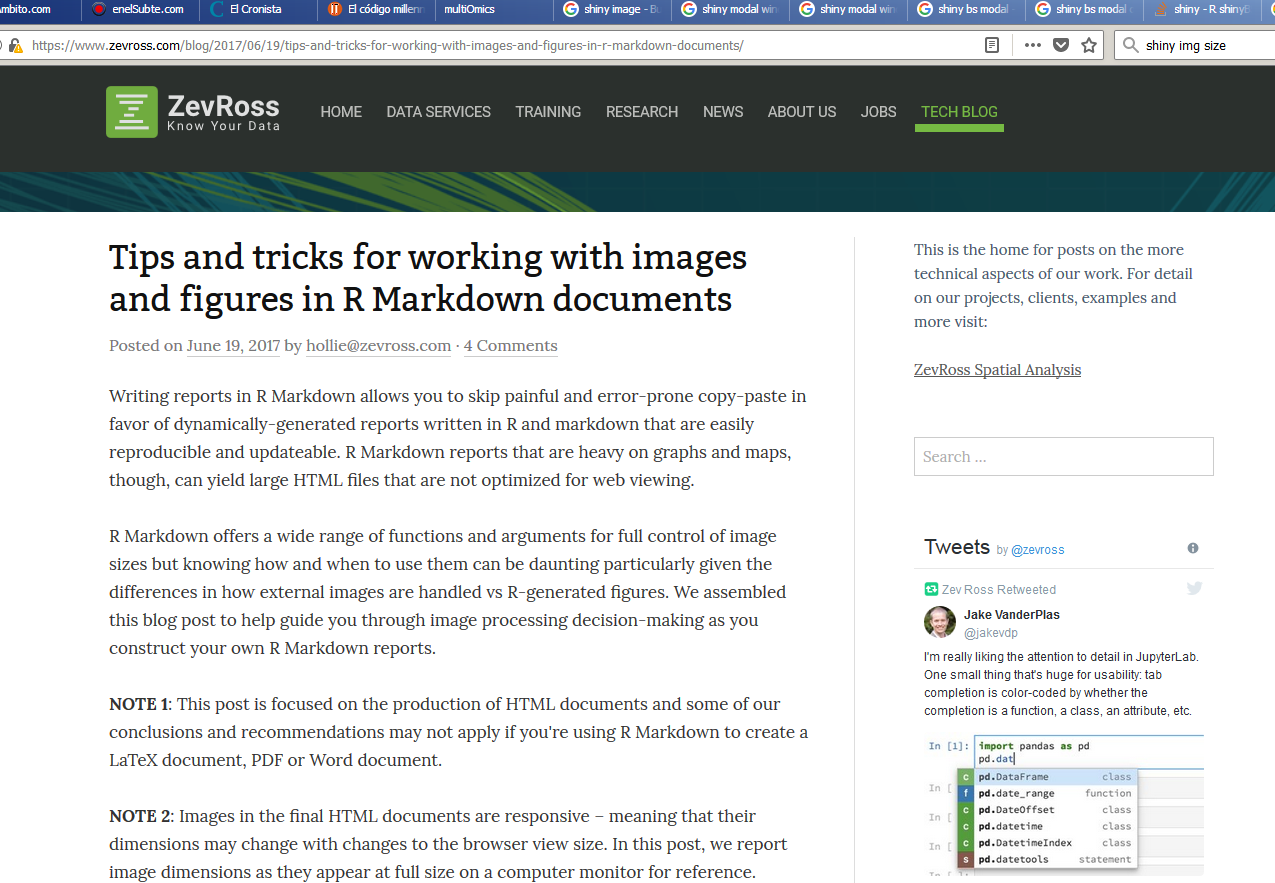 mbito.com
enelSubte.com
El Cronista
El código millenn
multiOmics
shiny image - Bu
shiny modal win
shiny modal win
shiny bs modal -
shiny bs modal
shiny - R shinyB
https://www.zevross.com/blog/2017/06/19/tips-and-tricks-for-working-with-images-and-figures-in-r-markdown-documents/
shiny img size
ZevRoss
Know Your Data
HOME
DATA SERVICES
TRAINING
RESEARCH
NEWS
ABOUT US
JOBS
TECH BLOG
Tips and tricks for working with images
and figures in R Markdown documents
Posted on June 19, 2017 by hollie@zevross.com · 4 Comments
Writing reports in R Markdown allows you to skip painful and error-prone copy-paste in
favor of dynamically-generated reports written in R and markdown that are easily
reproducible and updateable. R Markdown reports that are heavy on graphs and maps,
though, can yield large HTML files that are not optimized for web viewing.
R Markdown offers a wide range of functions and arguments for full control of image
sizes but knowing how and when to use them can be daunting particularly given the
differences in how external images are handled vs R-generated figures. We assembled
this blog post to help guide you through image processing decision-making as you
construct your own R Markdown reports.
NOTE 1: This post is focused on the production of HTML documents and some of our
conclusions and recommendations may not apply if you're using R Markdown to create a
LaTeX document, PDF or Word document.
NOTE 2: Images in the final HTML documents are responsive – meaning that their
dimensions may change with changes to the browser view size. In this post, we report
image dimensions as they appear at full size on a computer monitor for reference.
This is the home for posts on the more
technical aspects of our work. For detail
on our projects, clients, examples and
more visit:
ZevRoss Spatial Analysis
Search ...
Tweets by @zevross
Zev Ross Retweeted
Jake VanderPlas
@jakevdp
I'm really liking the attention to detail in JupyterLab.
One small thing that's huge for usability: tab
completion is color-coded by whether the
completion is a function, a class, an attribute, etc.
In [1]: import pandas as pd
pd.dat
c pd.DataFrame class
In [ f pd.date_range function
c pd.DateOffset class
In [ c pd.datetime class
In [ c pd.DatetimeIndex class
s pd.datetools statement